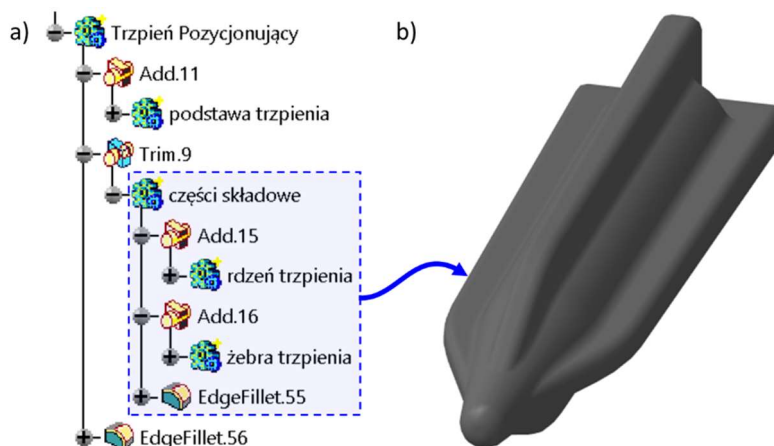 a)
b)
Trzpień Pozycjonujący
Add.11
podstawa trzpienia
Trim.9
części składowe
Add.15
rdzeń trzpienia
Add.16
żebra trzpienia
EdgeFillet.55
EdgeFillet.56